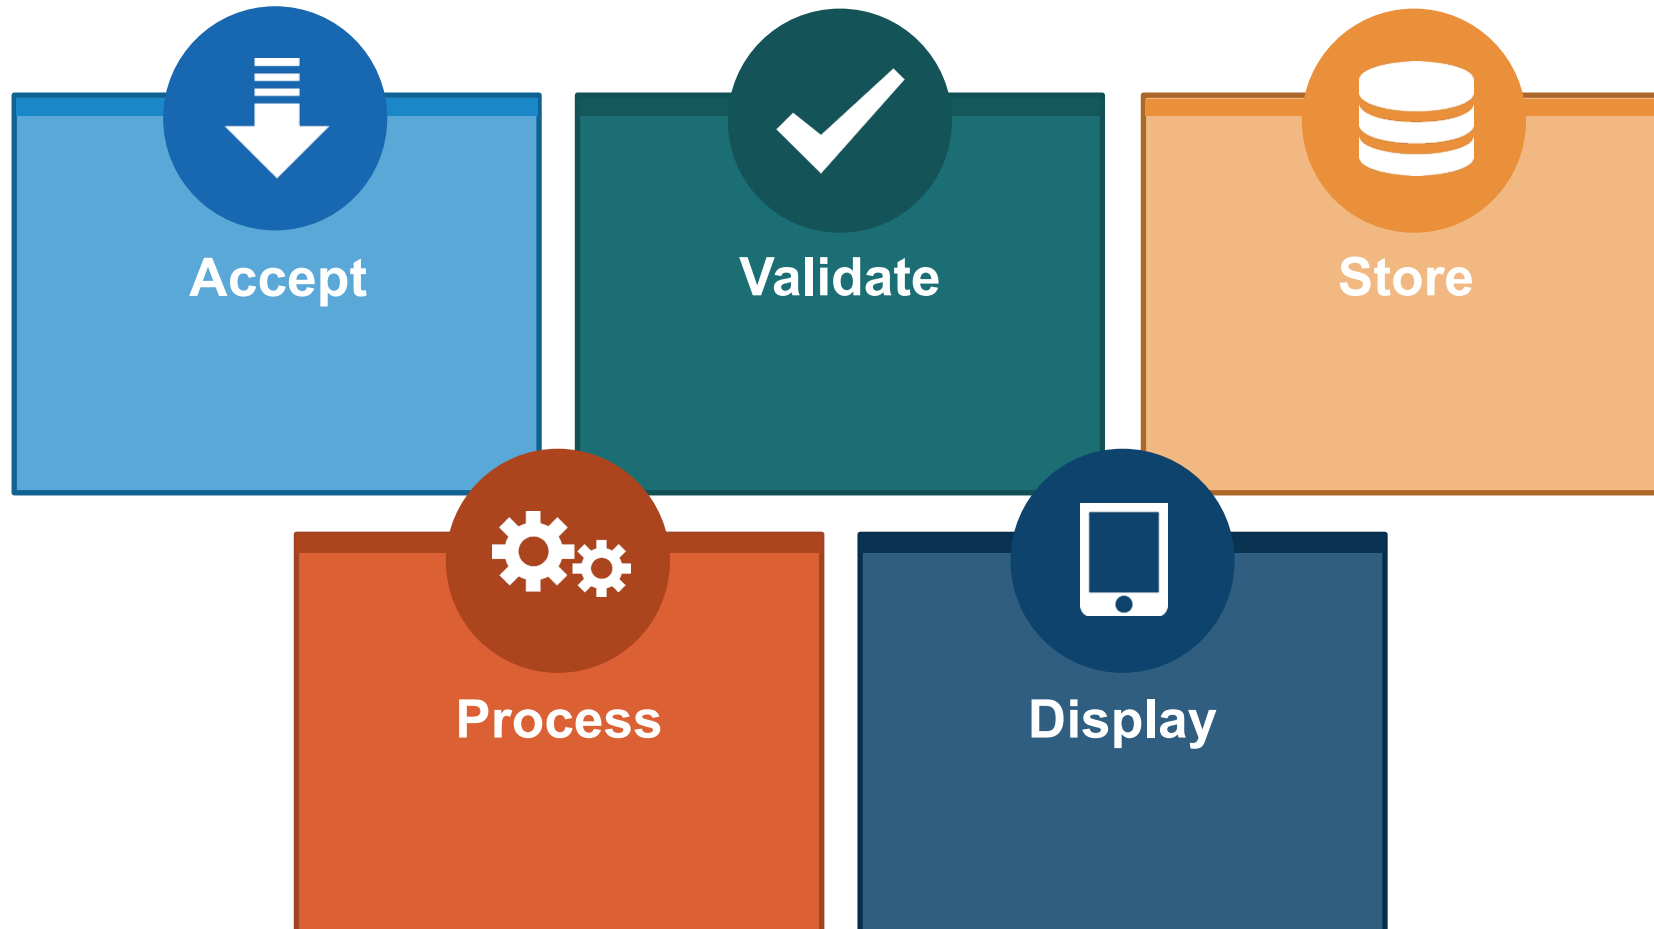 Accept
Validate
Store
Process
Display